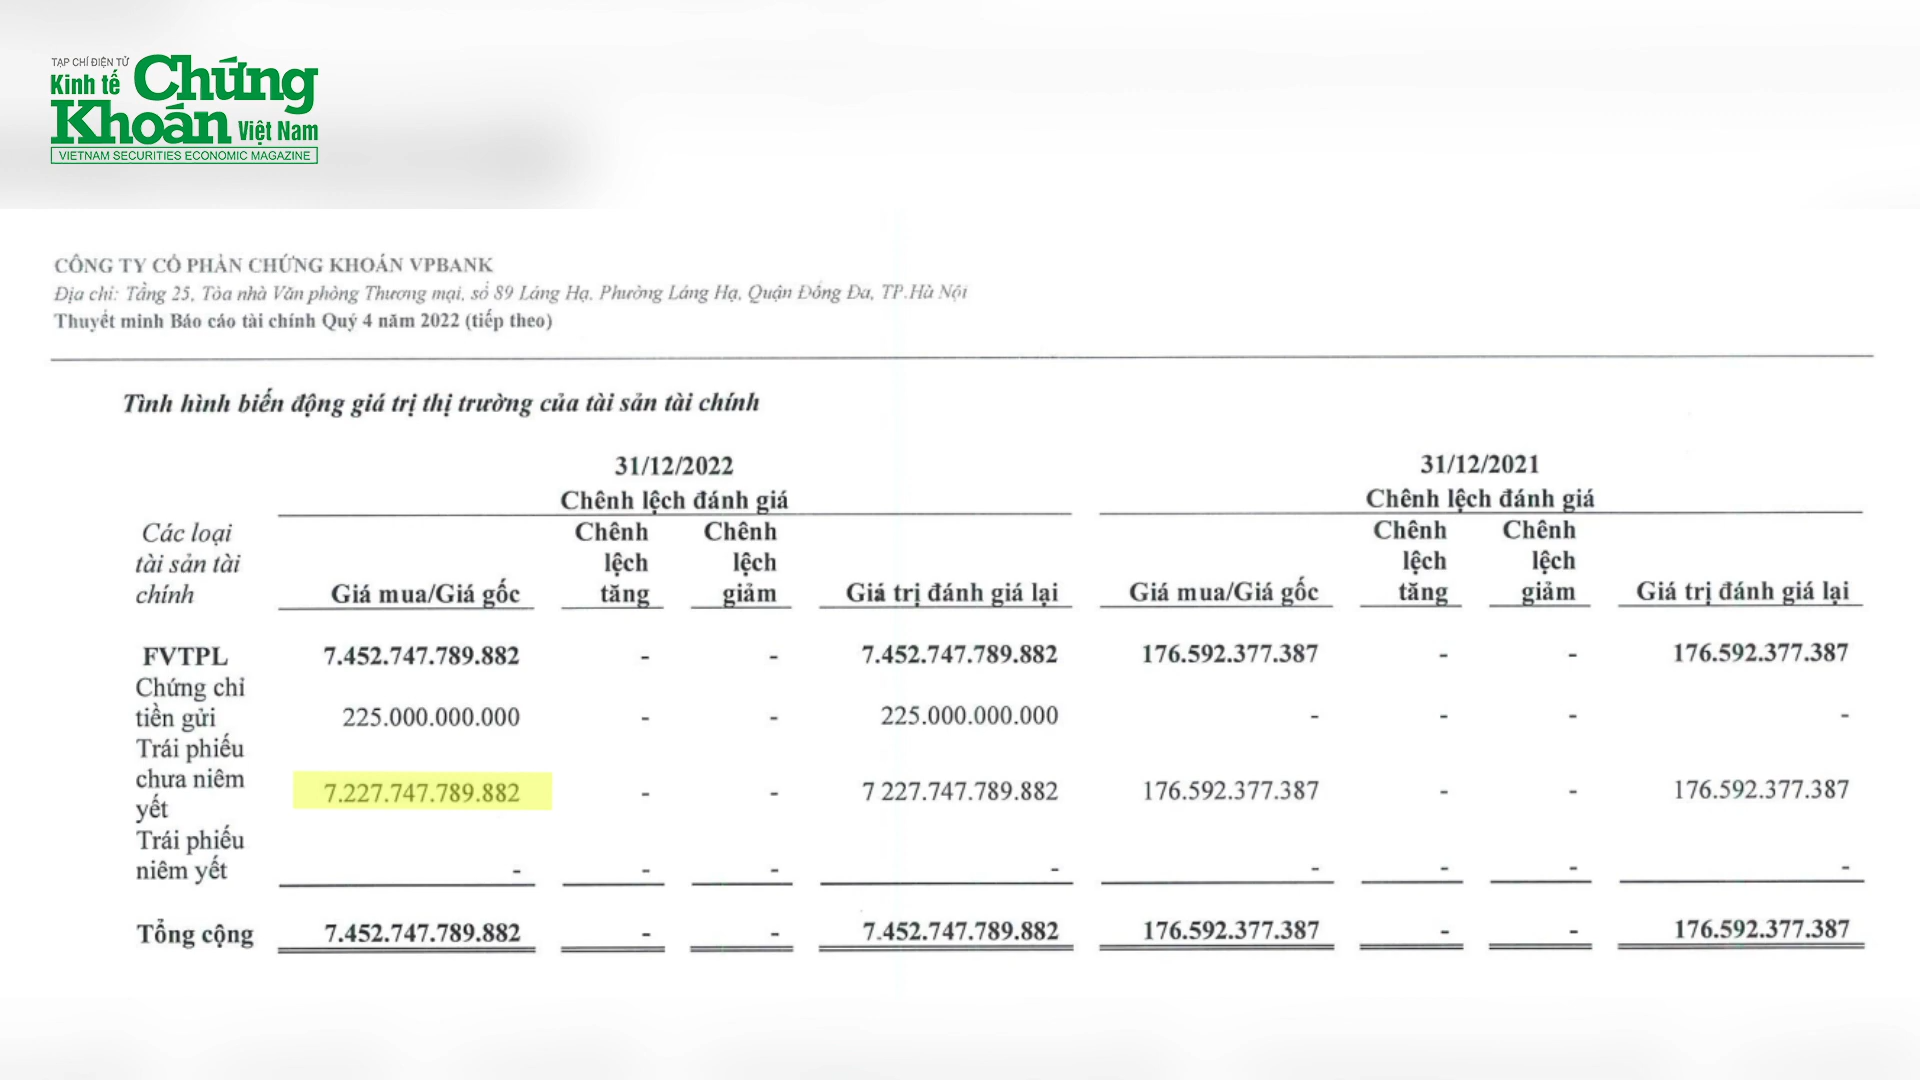 TẠP CHÍ ĐIỆN TỬ
Kinh tế Chứng
Khoán Việt Nam
VIETNAM SECURITIES ECONOMIC MAGAZINE
CÔNG TY CỔ PHẦN CHỨNG KHOÁN VPBANK
Địa chỉ: Tầng 25, Tòa nhà Văn phòng Thương mại, số 89 Láng Hạ, Phường Láng Hạ, Quận Đống Đa, TP.Hà Nội
Thuyết minh Báo cáo tài chính Quý 4 năm 2022 (tiếp theo)
Tình hình biến động giá trị thị trường của tài sản tài chính
31/12/2022 31/12/2021
Chênh lệch đánh giá Chênh lệch đánh giá
Các loại Chênh Chênh Chênh Chênh
tài sản tài lệch lệch lệch lệch
chính Giá mua/Giá gốc tăng giảm Giá trị đánh giá lại Giá mua/Giá gốc tăng giảm Giá trị đánh giá lại
FVTPL 7.452.747.789.882 - - 7.452.747.789.882 176.592.377.387 - - 176.592.377.387
Chứng chỉ
tiền gửi 225.000.000.000 - - 225.000.000.000 - - - -
Trái phiếu
chưa niêm 7.227.747.789.882 - - 7 227.747.789.882 176.592.377.387 - - 176.592.377.387
yết
Trái phiếu
niêm yết - - - - - - - -
Tổng cộng 7.452.747.789.882 - - 7.452.747.789.882 176.592.377.387 - - 176.592.377.387